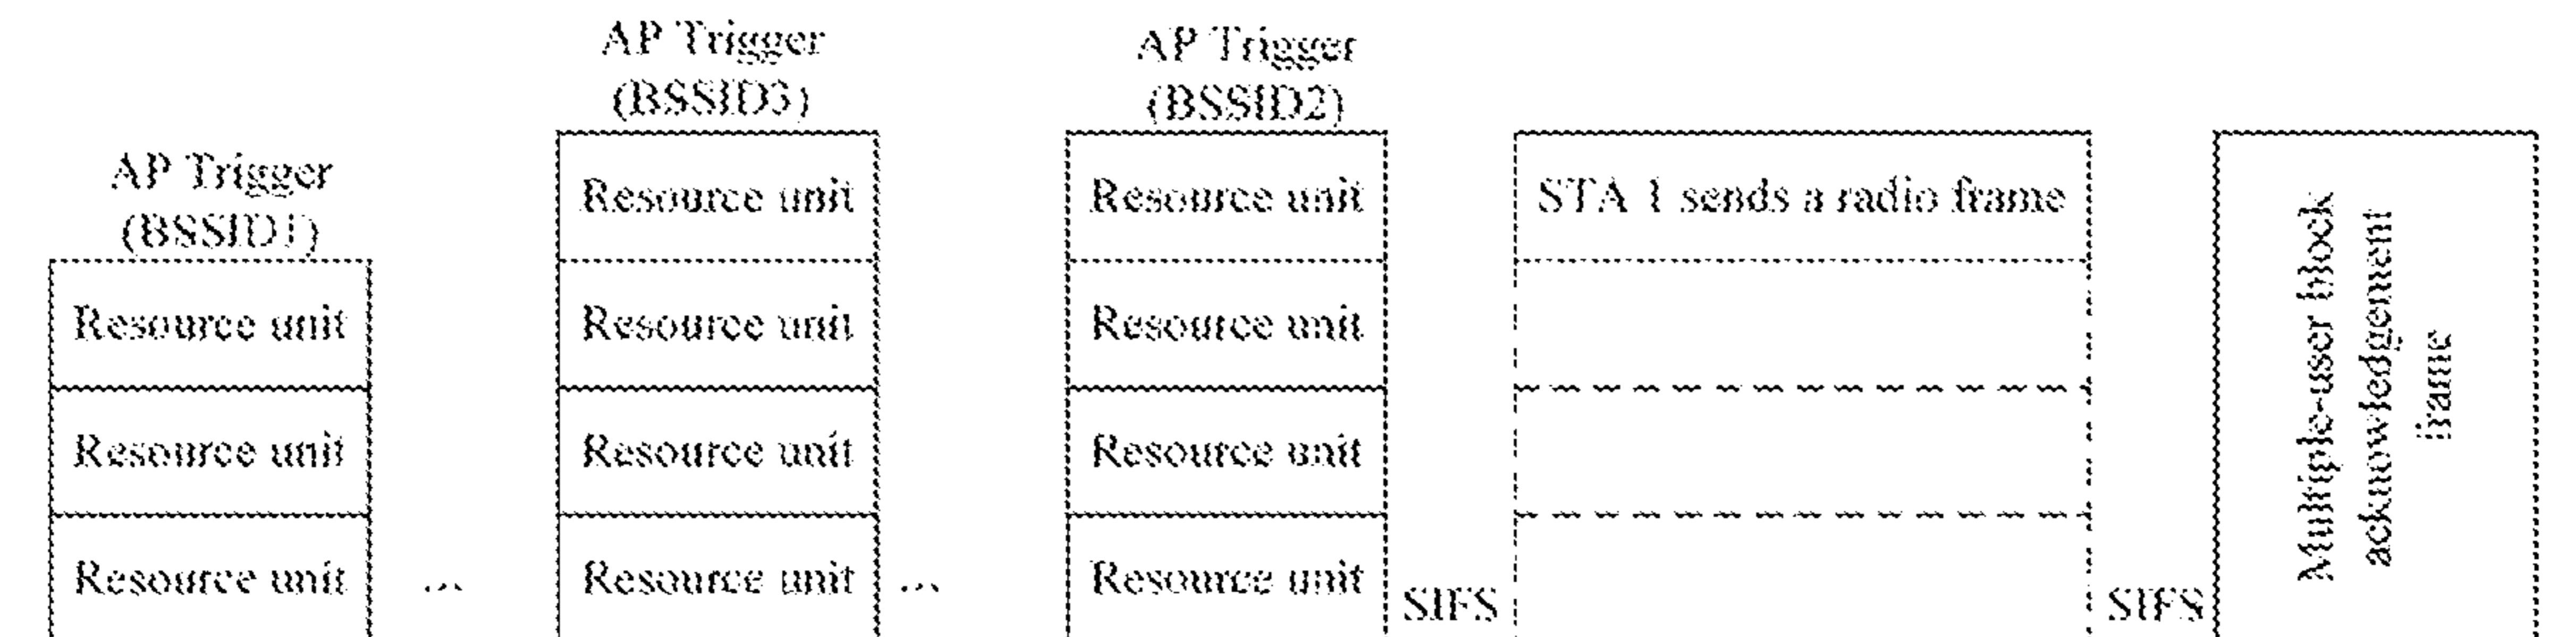 AP Trigger
(BSSID1)
Resource unit
Resource unit
Resource unit
...
AP Trigger
(BSSID3)
Resource unit
Resource unit
Resource unit
Resource unit
...
AP Trigger
(BSSID2)
Resource unit
Resource unit
Resource unit
Resource unit
SIFS
STA 1 sends a radio frame
SIFS
Multiple-user block
acknowledgement
frame